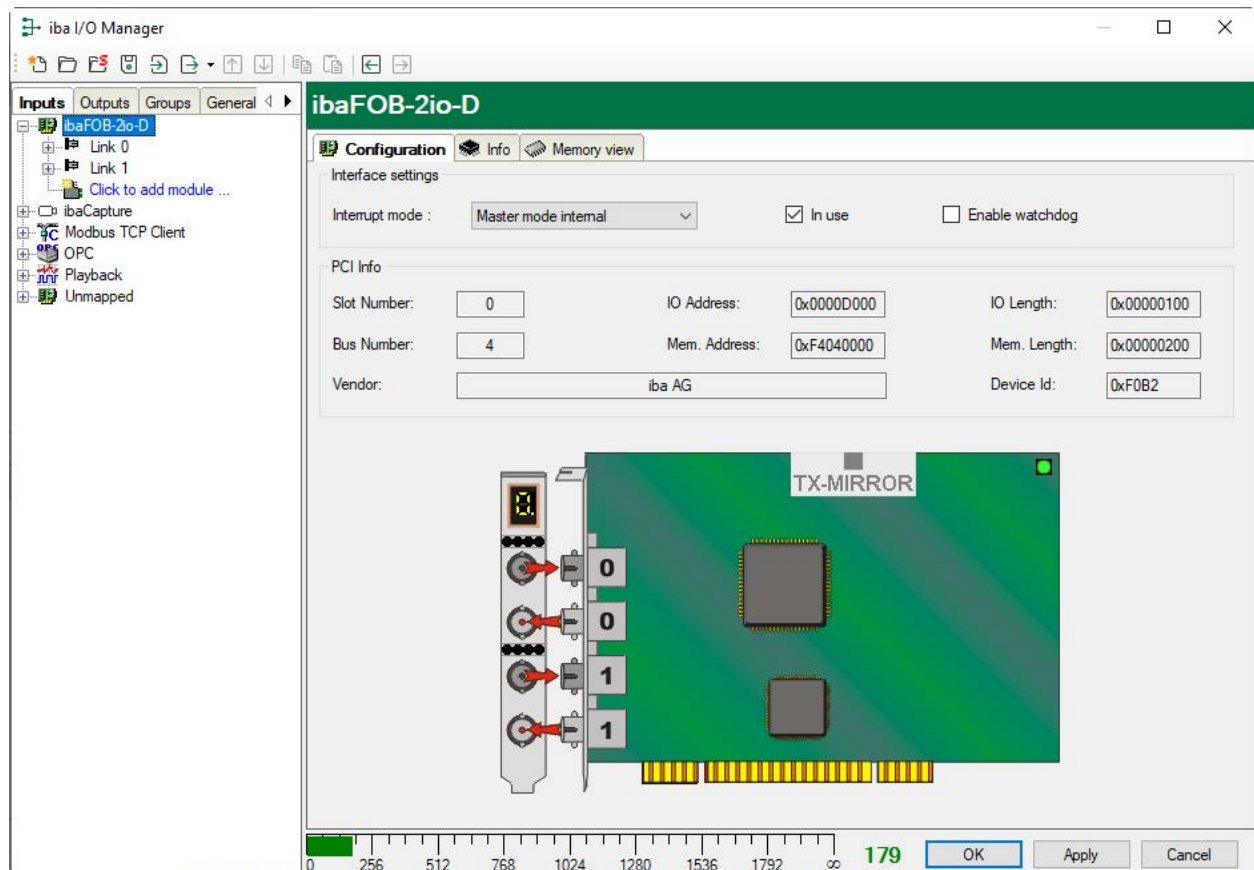 iba I/O Manager
Inputs Outputs Groups General
ibaFOB-2io-D
Link 0
Link 1
Click to add module ...
ibaCapture
Modbus TCP Client
OPC
Playback
Unmapped
ibaFOB-2io-D
Configuration Info Memory view
Interface settings
Interrupt mode : Master mode internal In use Enable watchdog
PCI Info
Slot Number: 0 IO Address: 0x0000D000 IO Length: 0x00000100
Bus Number: 4 Mem. Address: 0xF4040000 Mem. Length: 0x00000200
Vendor: iba AG Device Id: 0xF0B2
TX-MIRROR
0
0
1
1
0 256 512 768 1024 1280 1536 1792 ∞ 179 OK Apply Cancel